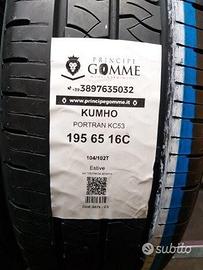 PRINCIPE
GOMME
+39 3897635032
www.principegomme.it
KUMHO
PORTRAN KC53
195 65 16C
104/102T
Estive
subito